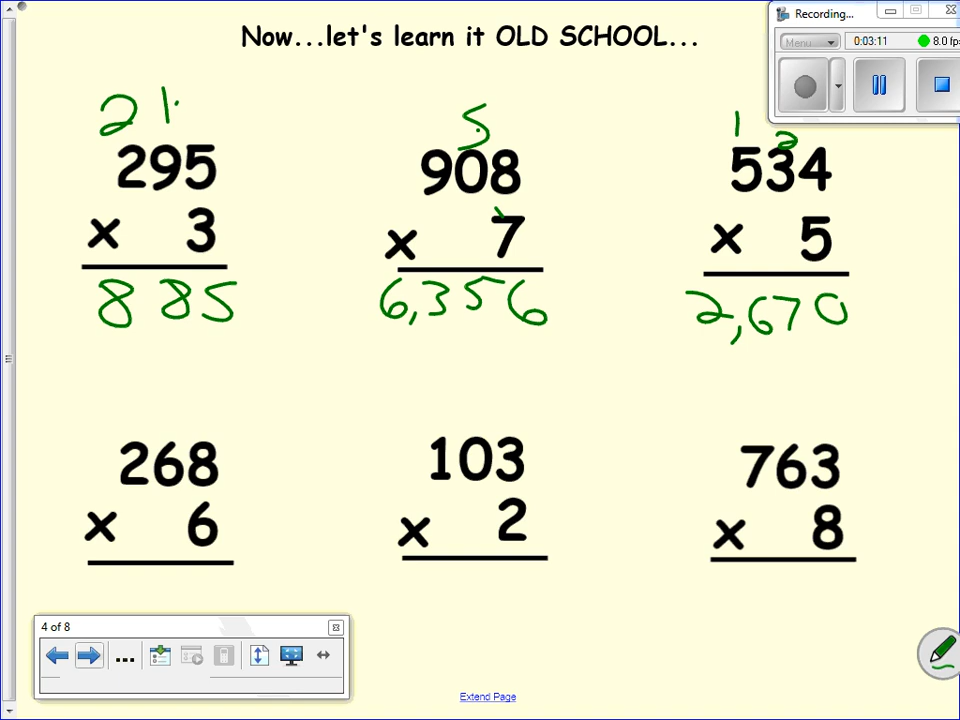 Recording...
Now...let's learn it OLD SCHOOL...
Menu 0:03:11 8.0 fps
2 1 5 1 2
295 908 534
x 3 x 7 x 5
885 6,356 2,670
268 103 763
x 6 x 2 x 8
4 of 8
...
Extend Page